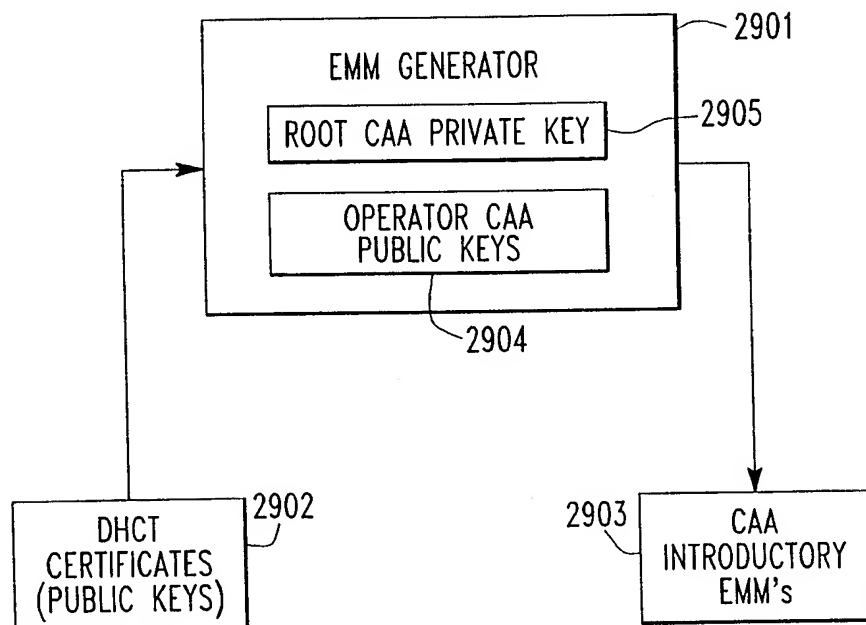 2901
EMM GENERATOR
ROOT CAA PRIVATE KEY
2905
OPERATOR CAA
PUBLIC KEYS
2904
2902
DHCT
CERTIFICATES
(PUBLIC KEYS)
2903
CAA
INTRODUCTORY
EMM's